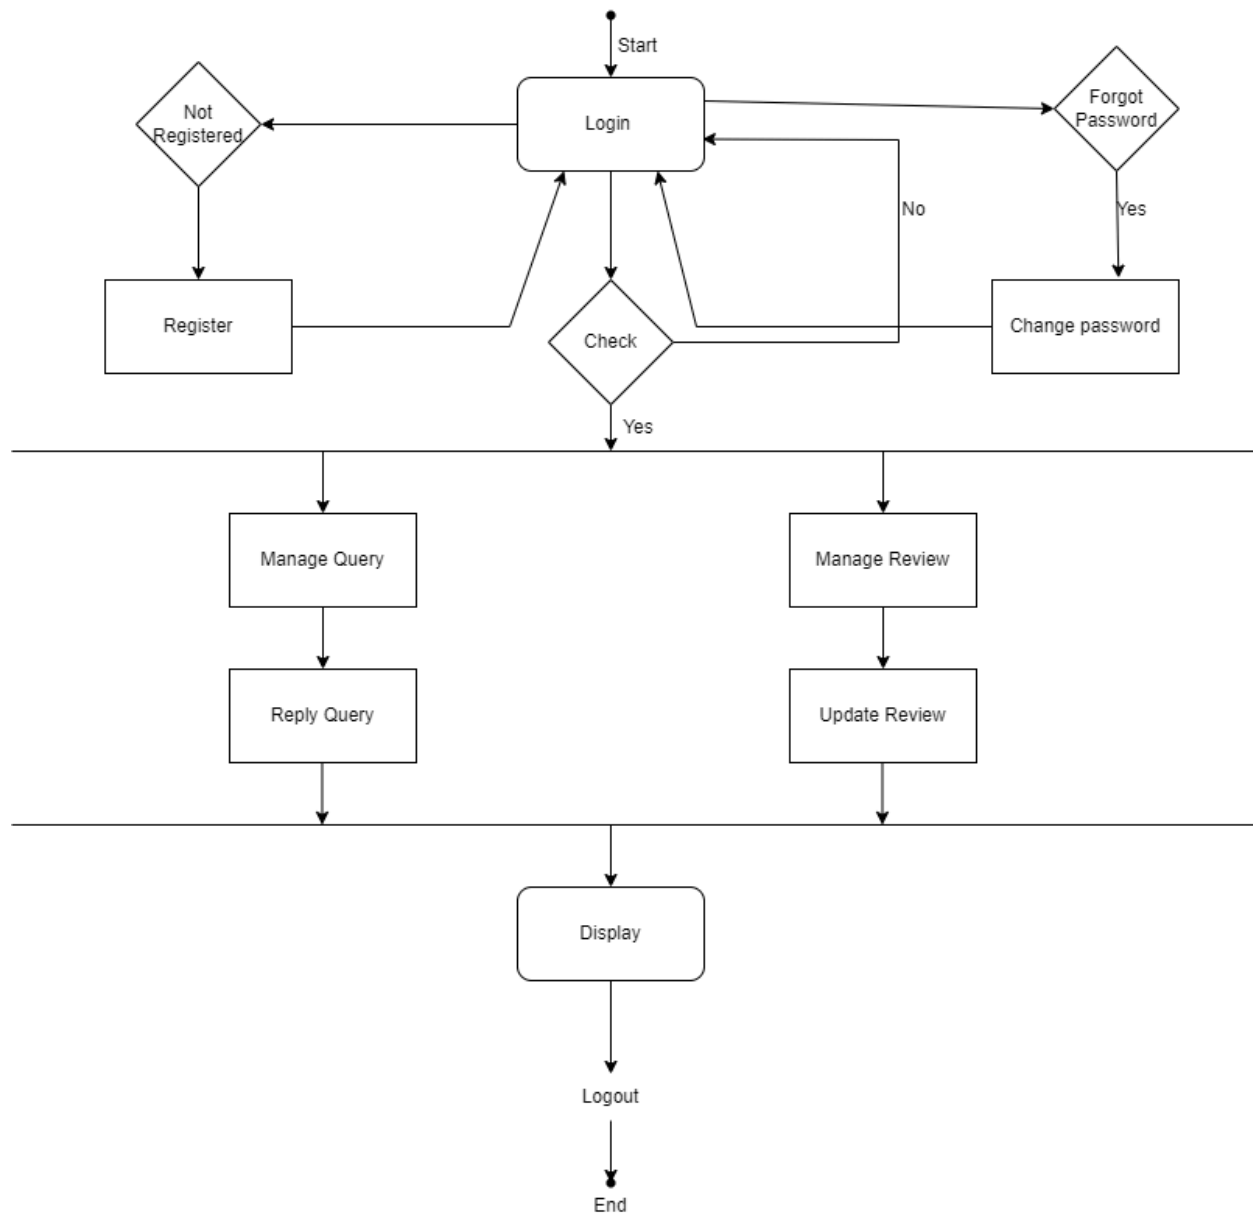 Start
Not
Registered
Login
Forgot
Password
No
Yes
Register
Check
Change password
Yes
Manage Query
Manage Review
Reply Query
Update Review
Display
Logout
End